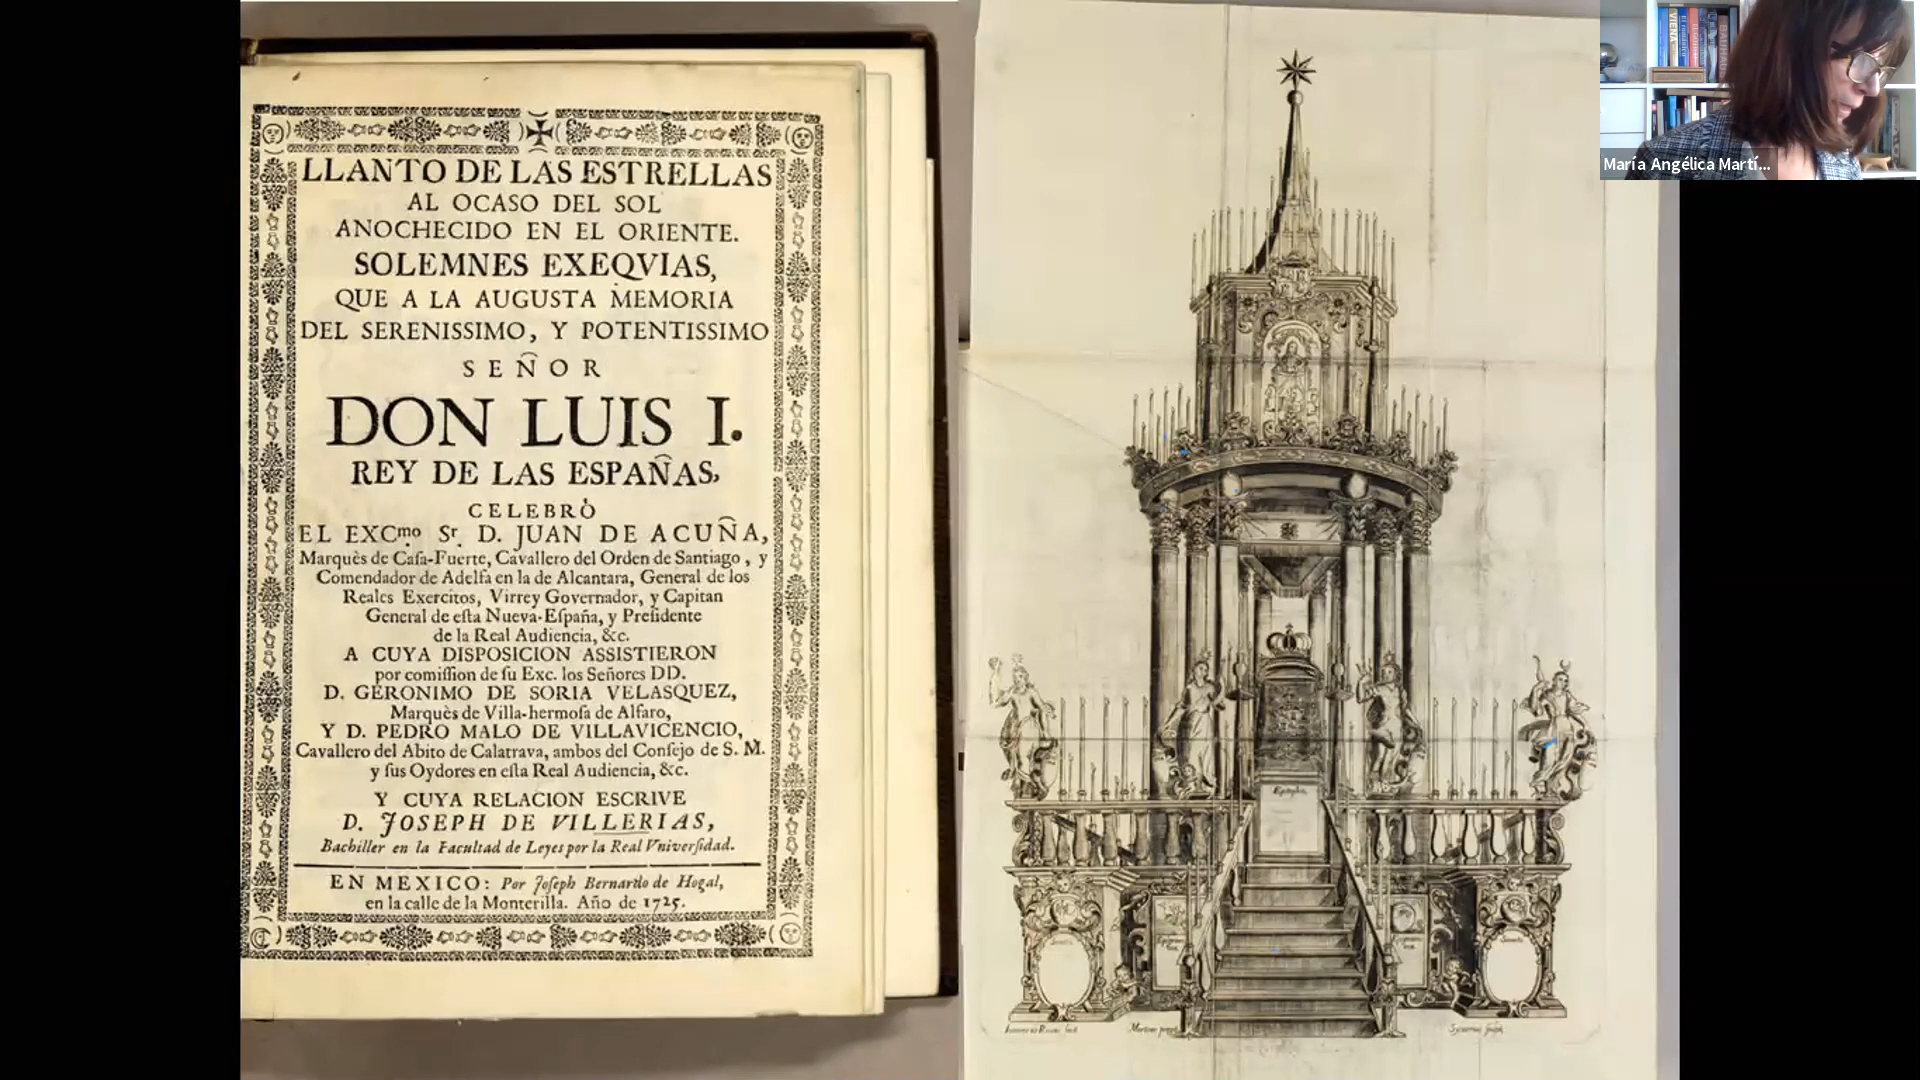 LLANTO DE LAS ESTRELLAS
AL OCASO DEL SOL
ANOCHECIDO EN EL ORIENTE.
SOLEMNES EXEQVIAS,
QUE A LA AUGUSTA MEMORIA
DEL SERENISSIMO, Y POTENTISSIMO
SEÑOR
DON LUIS I.
REY DE LAS ESPAÑAS,
CELEBRÒ
EL EXCmo Sr. D. JUAN DE ACUÑA,
Marquès de Caſa-Fuerte, Cavallero del Orden de Santiago, y
Comendador de Adelfa en la de Alcantara, General de los
Reales Exercitos, Virrey Governador, y Capitan
General de eſta Nueva-Eſpaña, y Preſidente
de la Real Audiencia, &c.
A CUYA DISPOSICION ASSISTIERON
por comiſſion de ſu Exc. los Señores DD.
D. GERONIMO DE SORIA VELASQUEZ,
Marquès de Villa-hermoſa de Alfaro,
Y D. PEDRO MALO DE VILLAVICENCIO,
Cavallero del Abito de Calatrava, ambos del Conſejo de S. M.
y ſus Oydores en eſta Real Audiencia, &c.
Y CUYA RELACION ESCRIVE
D. JOSEPH DE VILLERIAS,
Bachiller en la Facultad de Leyes por la Real Vniverſidad.
EN MEXICO: Por Joſeph Bernardo de Hogal,
en la calle de la Monterilla. Año de 1725.
VIENA
María Angélica Martí...